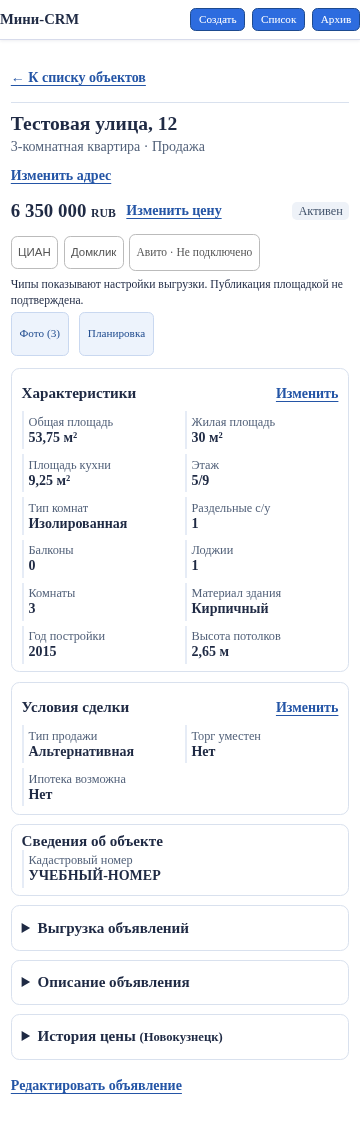 Мини-CRM
Создать
Список
Архив
← К списку объектов
Тестовая улица, 12
3-комнатная квартира · Продажа
Изменить адрес
6 350 000 RUB Изменить цену
Активен
ЦИАН
Домклик
Авито · Не подключено
Чипы показывают настройки выгрузки. Публикация площадкой не
подтверждена.
Фото (3)
Планировка
Характеристики
Изменить
Общая площадь
53,75 м²
Жилая площадь
30 м²
Площадь кухни
9,25 м²
Этаж
5/9
Тип комнат
Изолированная
Раздельные с/у
1
Балконы
0
Лоджии
1
Комнаты
3
Материал здания
Кирпичный
Год постройки
2015
Высота потолков
2,65 м
Условия сделки
Изменить
Тип продажи
Альтернативная
Торг уместен
Нет
Ипотека возможна
Нет
Сведения об объекте
Кадастровый номер
УЧЕБНЫЙ-НОМЕР
▶ Выгрузка объявлений
▶ Описание объявления
▶ История цены (Новокузнецк)
Редактировать объявление